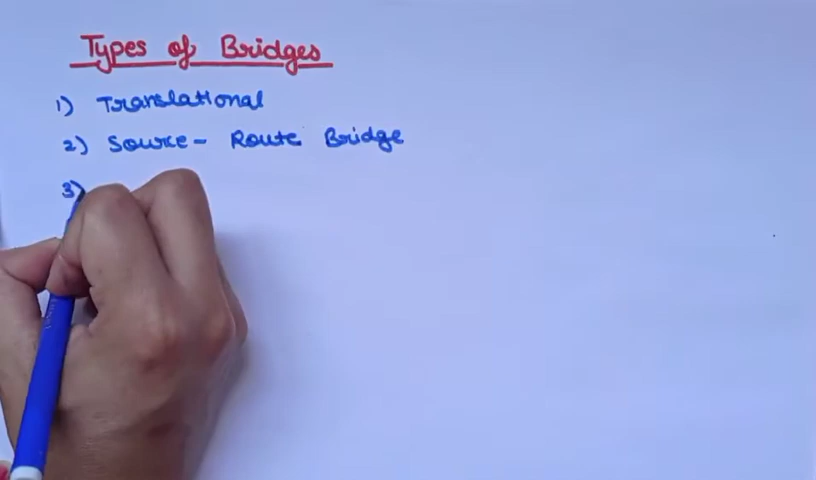 Types of Bridges
1) Translational
2) Source- Route Bridge
3)